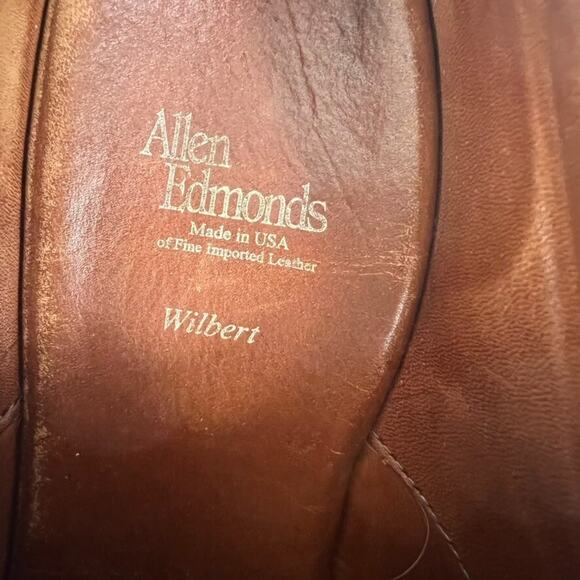 Allen
Edmonds
Made in USA
of Fine Imported Leather
Wilbert